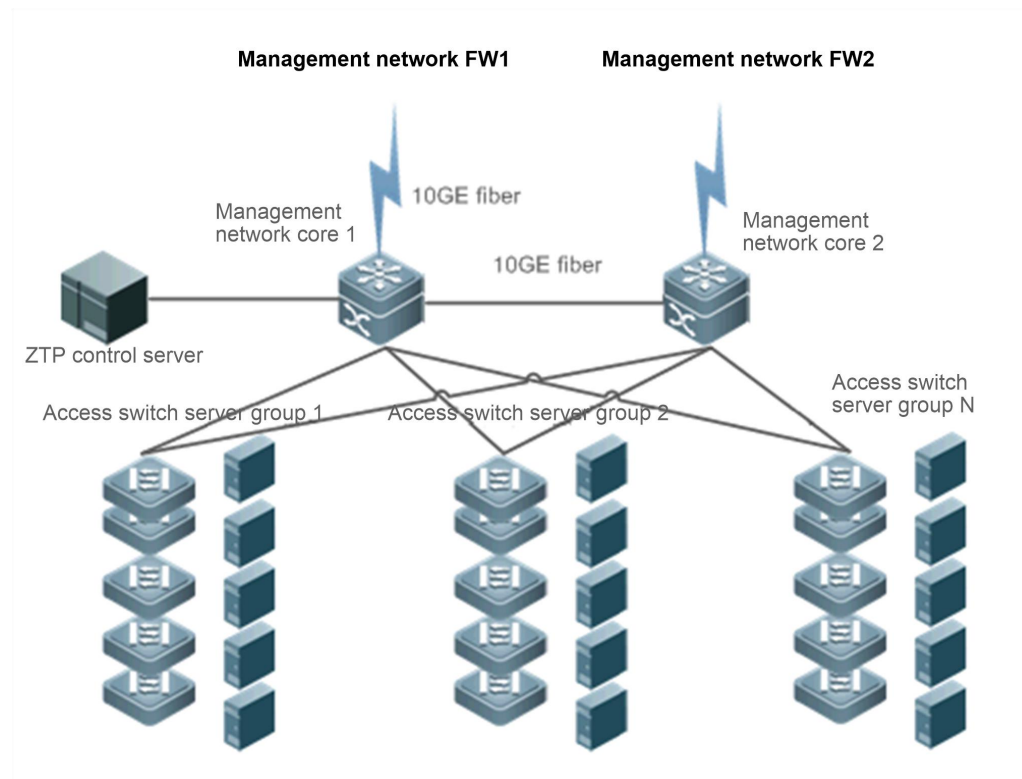 Management network FW1
Management network FW2
10GE fiber
Management
network core 1
Management
network core 2
10GE fiber
ZTP control server
Access switch server group 1
Access switch server group 2
Access switch
server group N